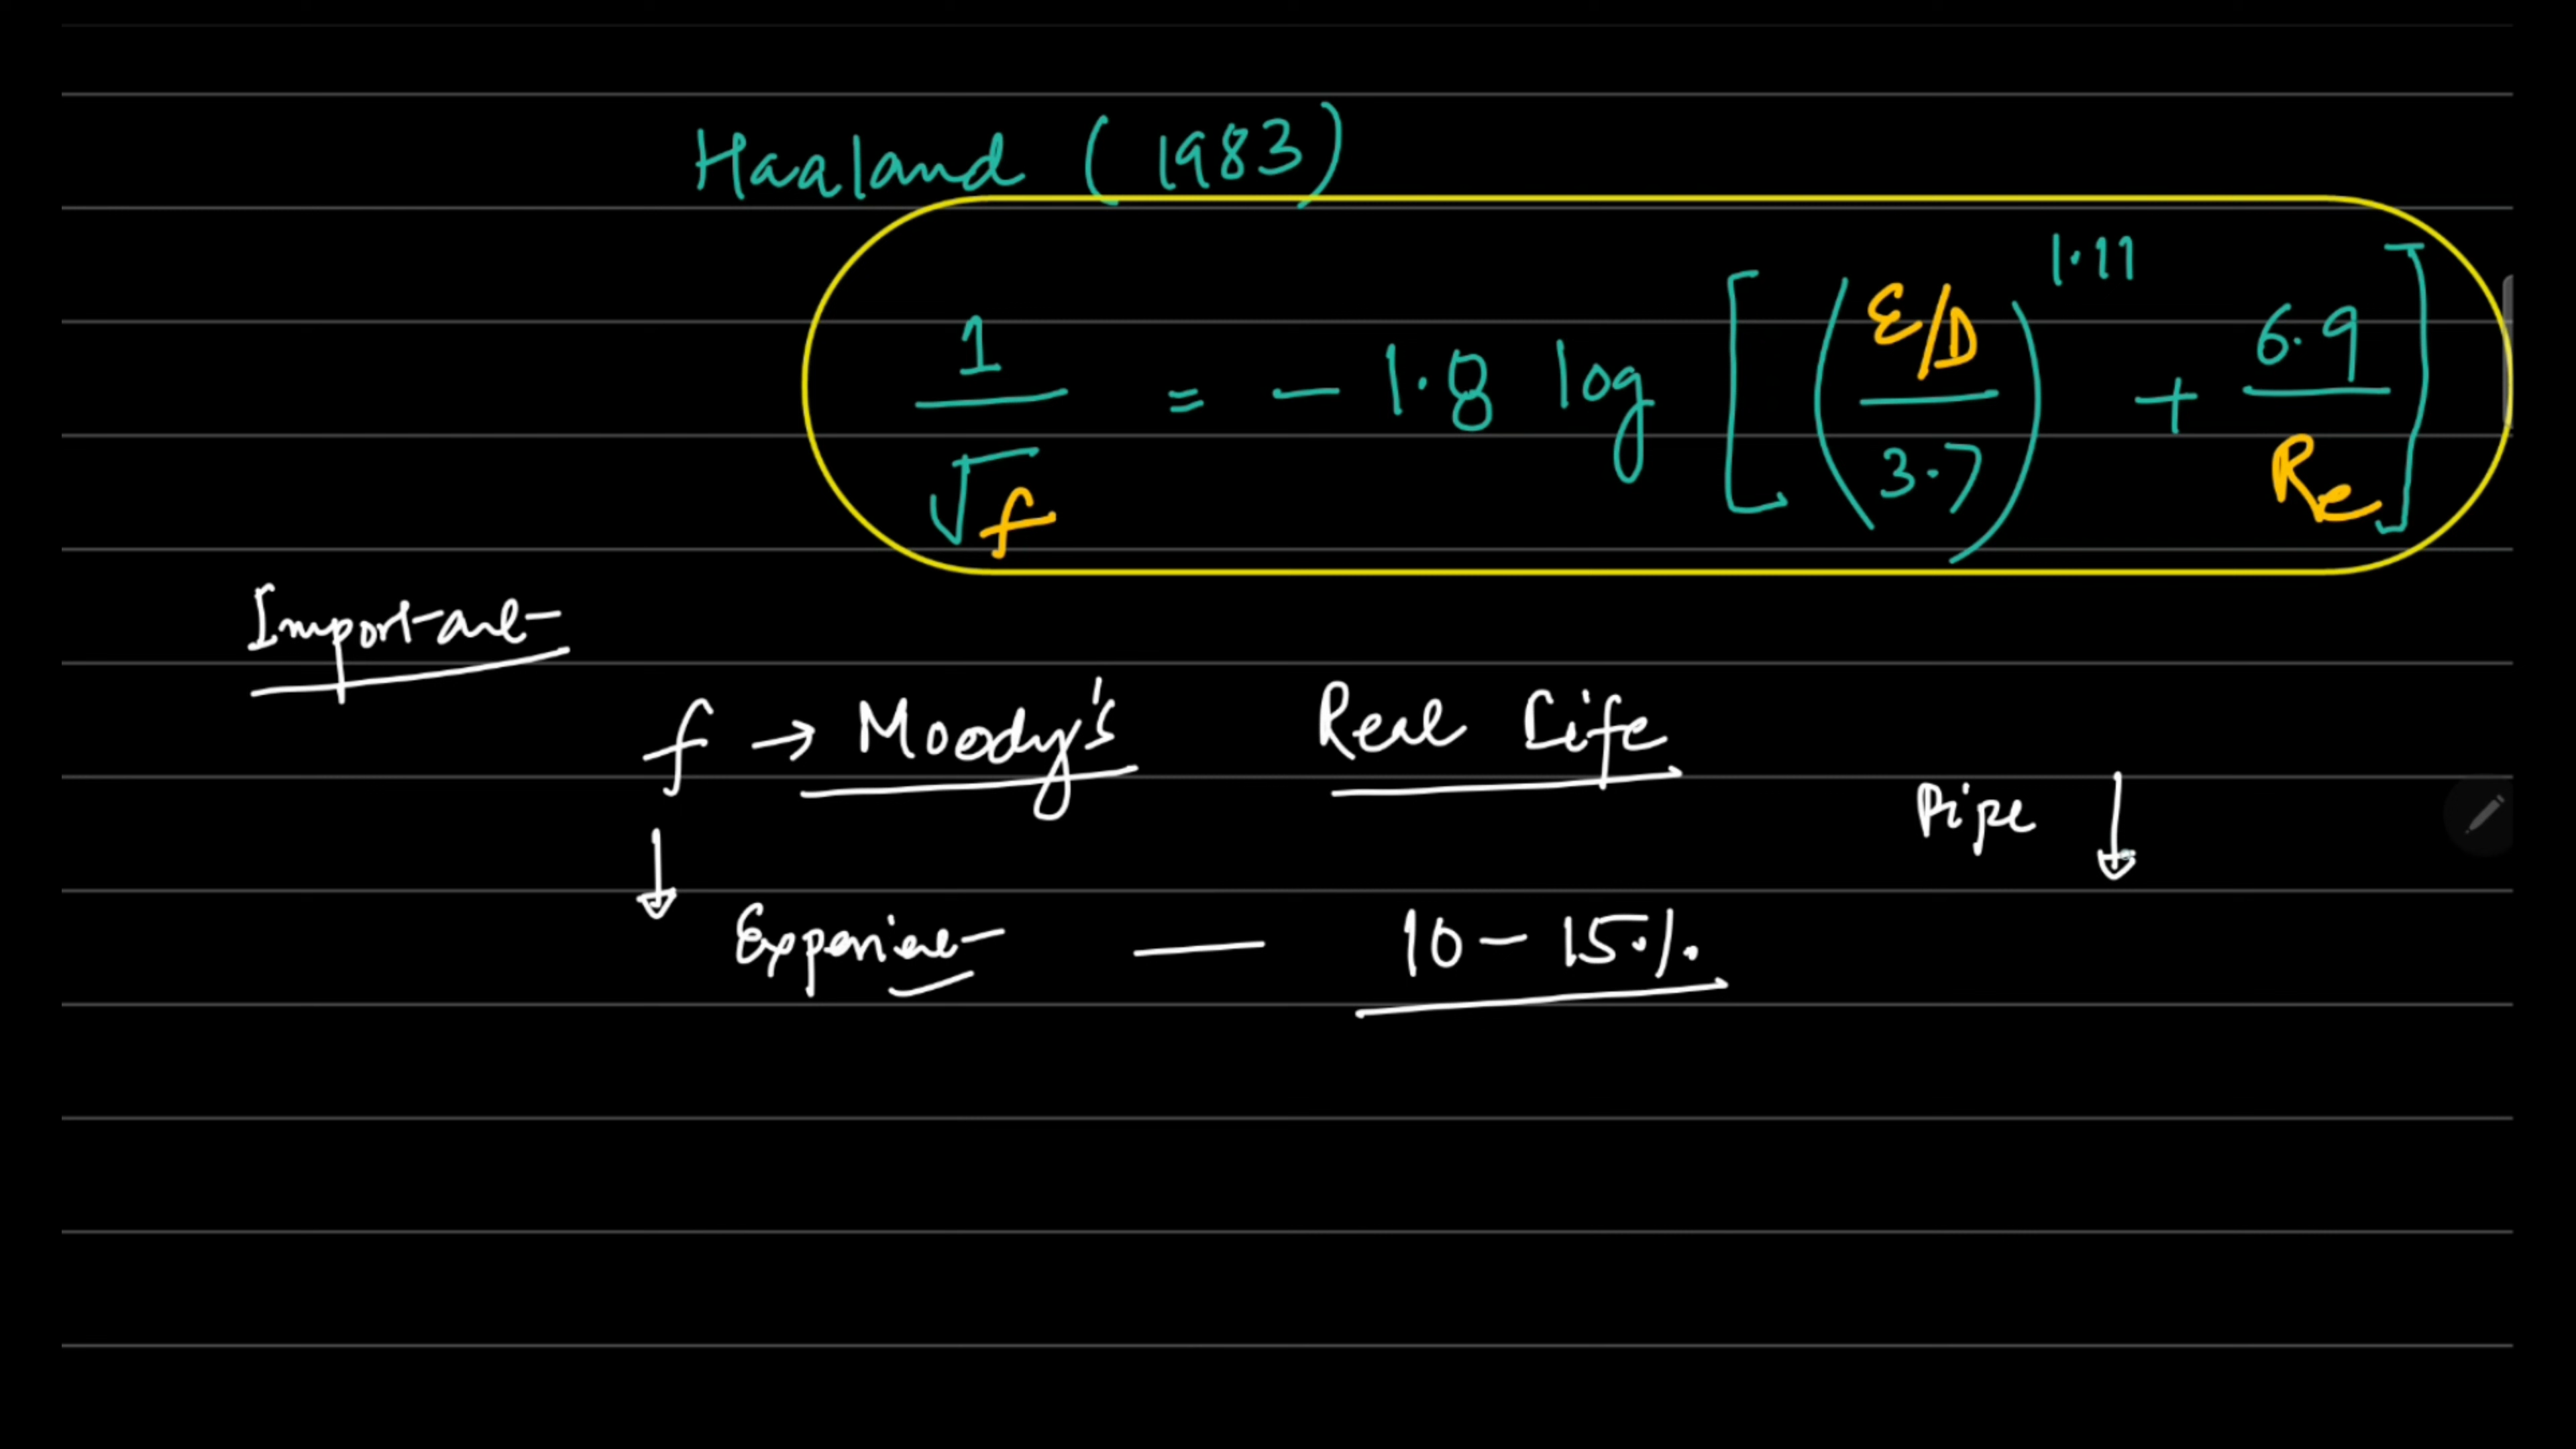 Haaland (1983)
1/√f = - 1.8 log [ ( (ε/D) / 3.7 )^1.11 + 6.9/Re ]
Important
f → Moody's Real Life
Pipe ↓
↓
— 10 - 15%